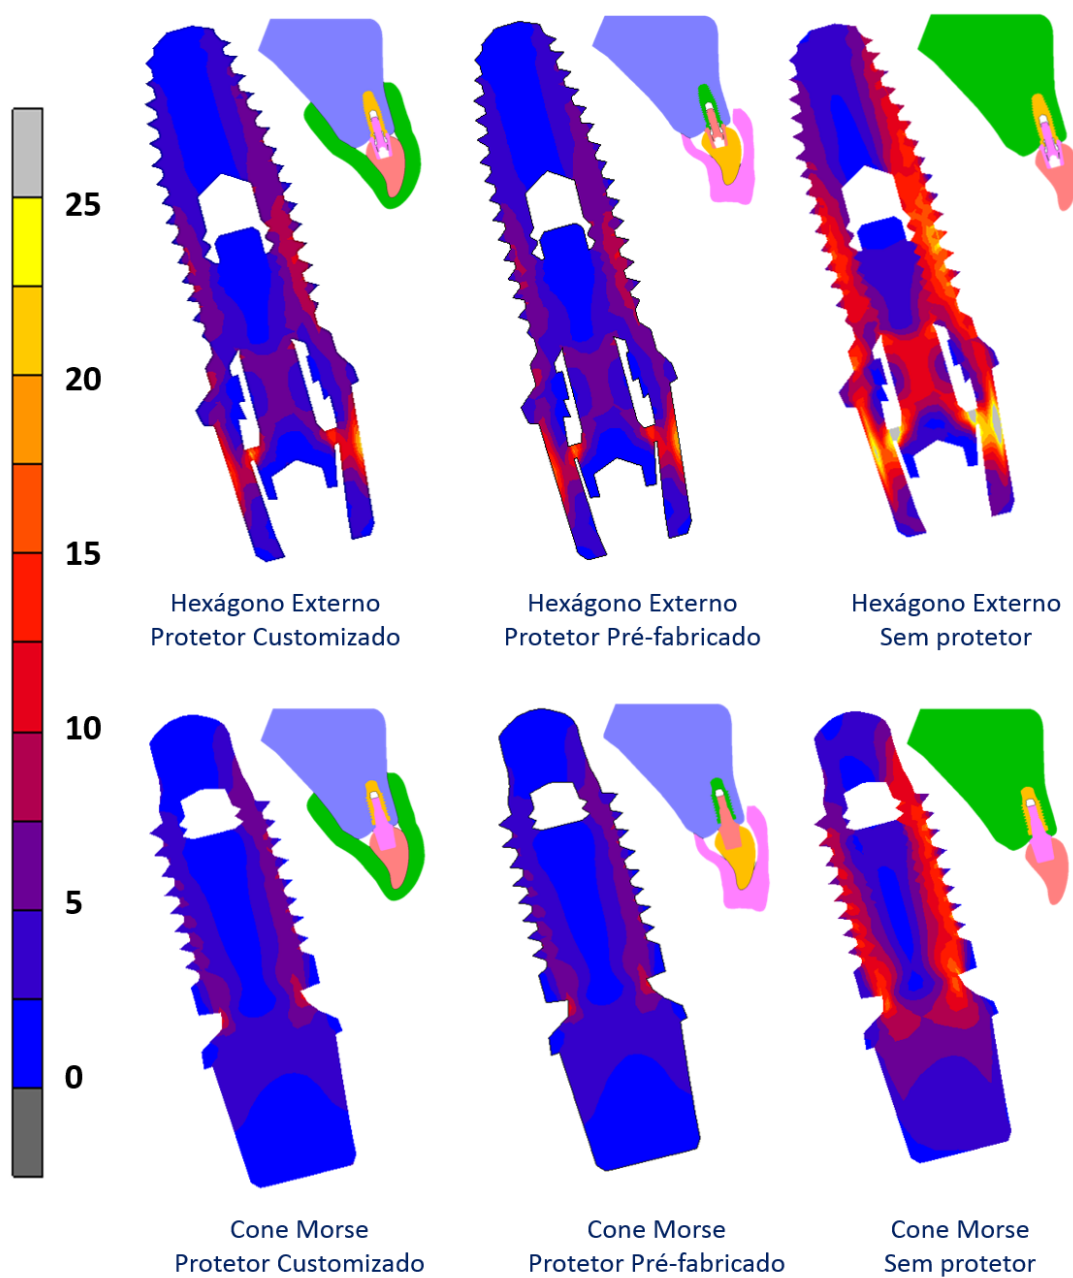 25
20
15
10
5
0
Hexágono Externo
Protetor Customizado
Hexágono Externo
Protetor Pré-fabricado
Hexágono Externo
Sem protetor
Cone Morse
Protetor Customizado
Cone Morse
Protetor Pré-fabricado
Cone Morse
Sem protetor